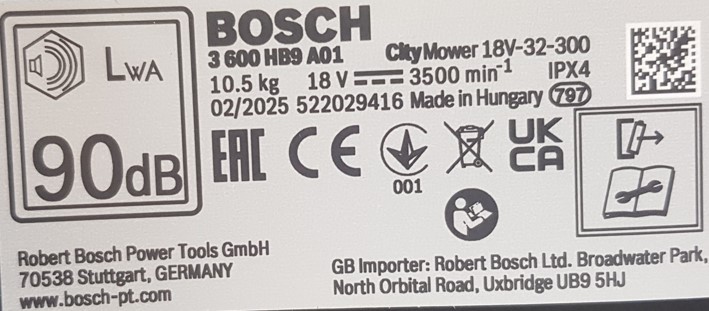 LWA
90dB
BOSCH
3 600 HB9 A01 CityMower 18V-32-300
10.5 kg 18 V 3500 min⁻¹ IPX4
02/2025 522029416 Made in Hungary 797
EAC CE 001 UK CA
Robert Bosch Power Tools GmbH
70538 Stuttgart, GERMANY
www.bosch-pt.com
GB Importer: Robert Bosch Ltd. Broadwater Park,
North Orbital Road, Uxbridge UB9 5HJ